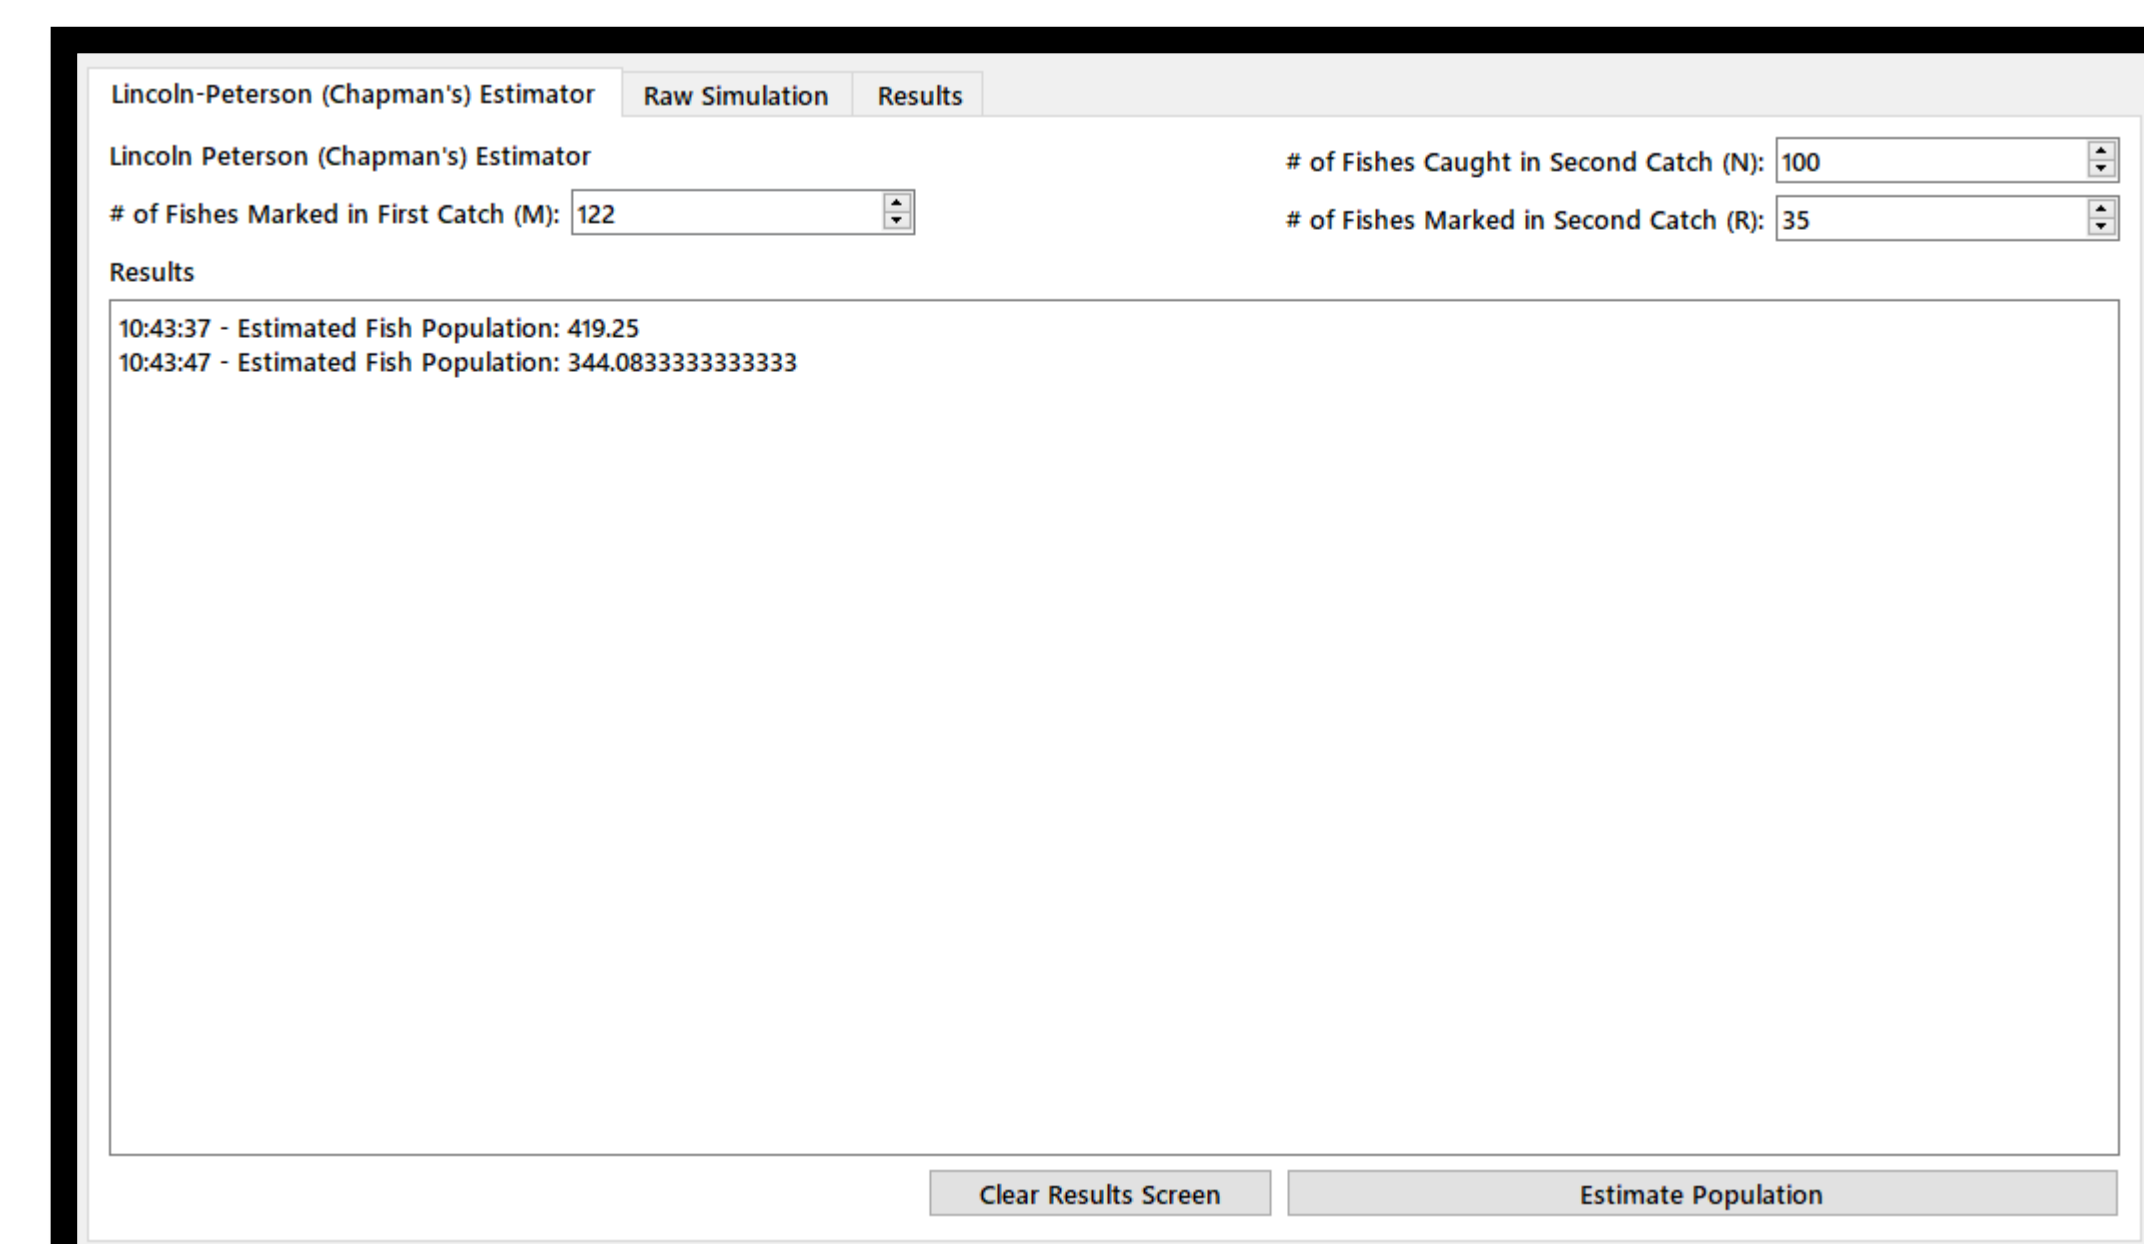 Lincoln-Peterson (Chapman's) Estimator Raw Simulation Results
Lincoln Peterson (Chapman's) Estimator
# of Fishes Marked in First Catch (M): 122
# of Fishes Caught in Second Catch (N): 100
# of Fishes Marked in Second Catch (R): 35
Results
10:43:37 - Estimated Fish Population: 419.25
10:43:47 - Estimated Fish Population: 344.0833333333333
Clear Results Screen Estimate Population